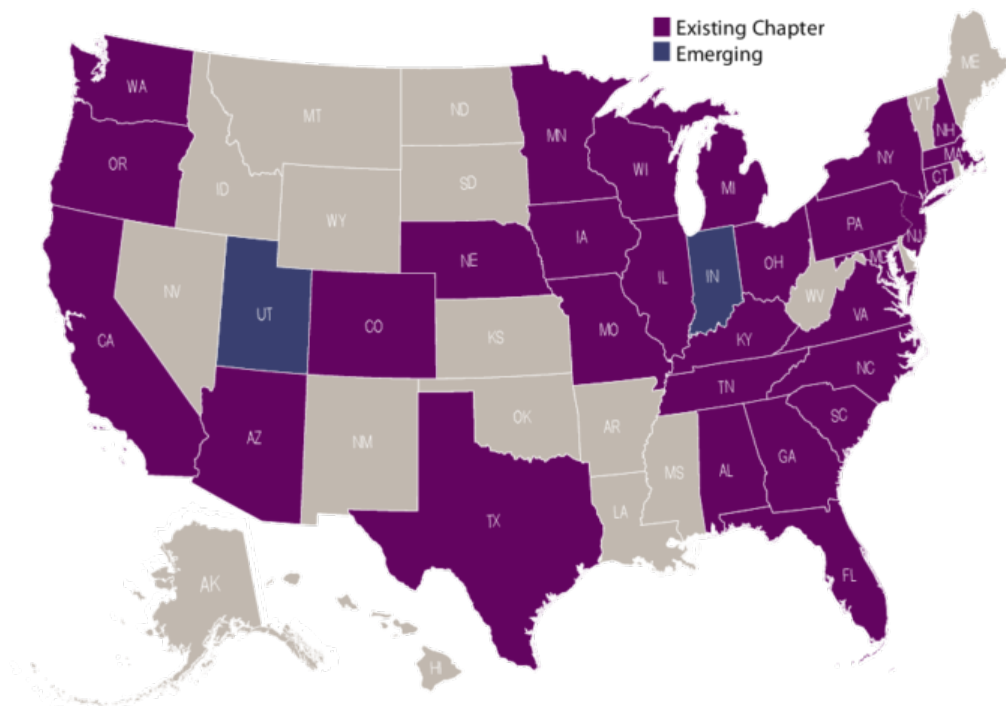 Existing Chapter
Emerging
ME
WA
MT
ND
VT
MN
NH
OR
NY
MA
WI
ID
SD
MI
CT
WY
PA
IA
NJ
NE
OH
MD
IL
IN
NV
WV
UT
CO
VA
CA
KS
MO
KY
NC
TN
OK
SC
AZ
NM
AR
GA
MS
AL
LA
TX
FL
AK
HI